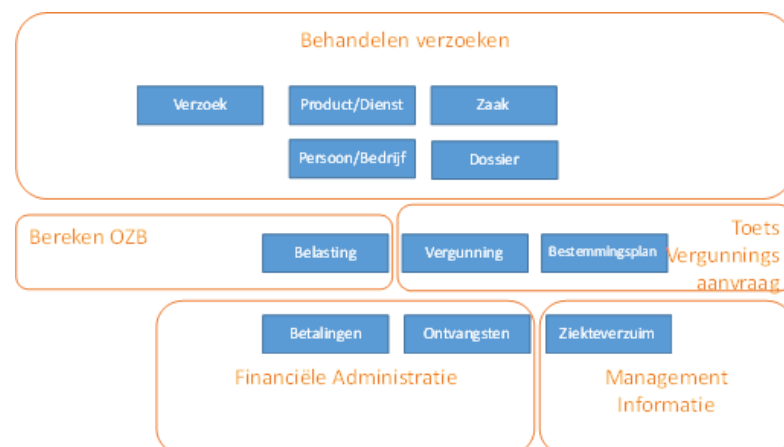 Behandelen verzoeken
Verzoek
Product/Dienst
Zaak
Persoon/Bedrijf
Dossier
Bereken OZB
Belasting
Vergunning
Bestemmingsplan
Toets
Vergunnings
aanvraag
Betalingen
Ontvangsten
Ziekteverzuim
Financiële Administratie
Management
Informatie